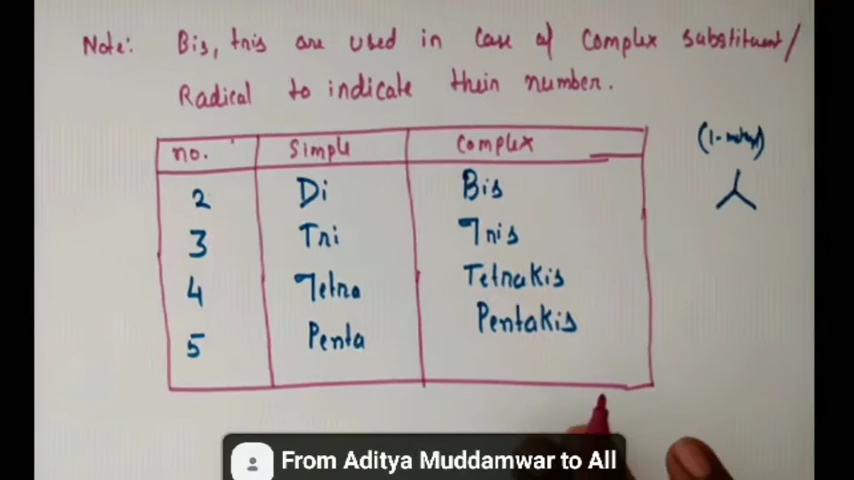 Note: Bis, tris are used in case of Complex substituent/
Radical to indicate their number.
no. Simple Complex
2 Di Bis
3 Tri Tris
4 Tetra Tetrakis
5 Penta Pentakis
From Aditya Muddamwar to All